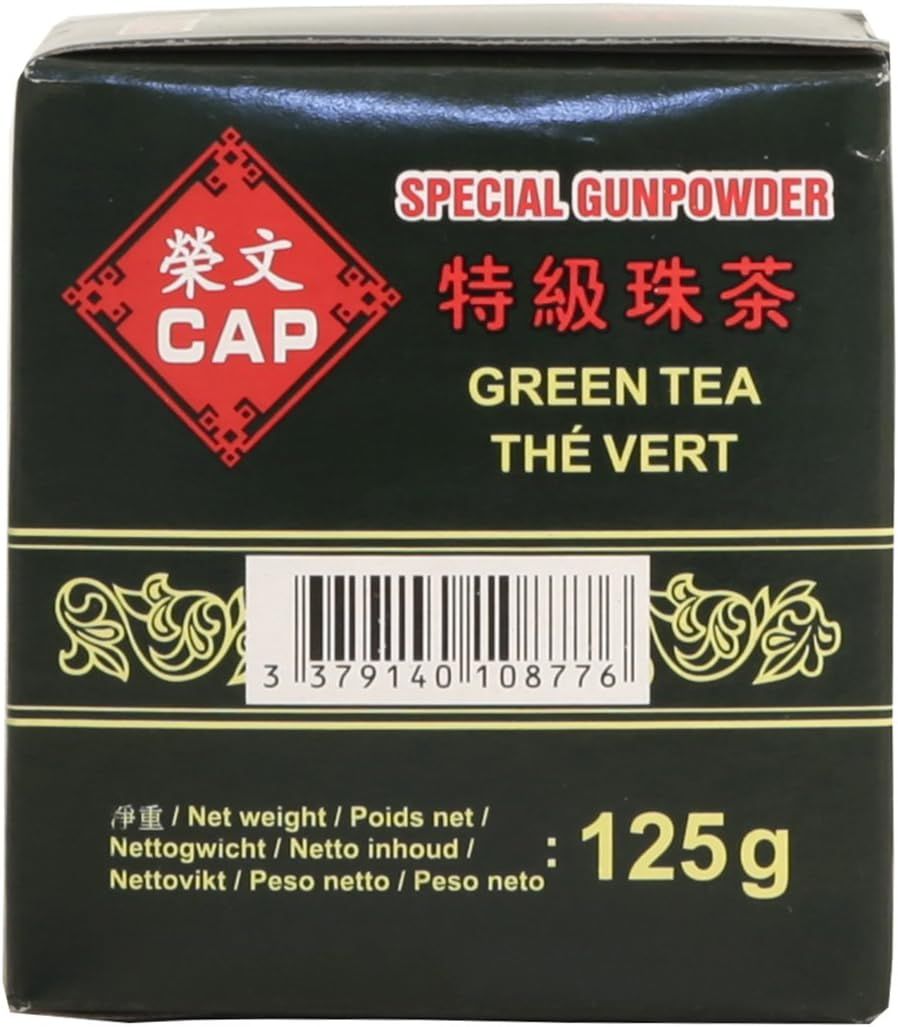 榮文
CAP
SPECIAL GUNPOWDER
特級珠茶
GREEN TEA
THÉ VERT
3 379140 108776
淨重 / Net weight / Poids net /
Nettogwicht / Netto inhoud /
Nettovikt / Peso netto / Peso neto : 125g